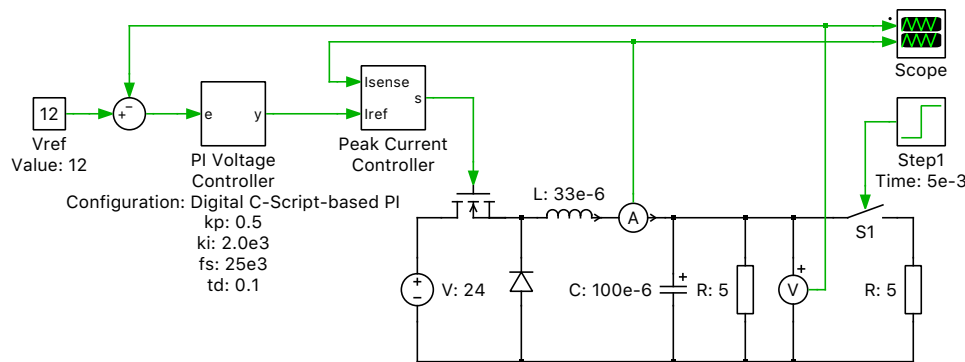 Scope
Isense
Iref
s
Peak Current
Controller
12
Vref
Value: 12
+
−
e
y
PI Voltage
Controller
Configuration: Digital C-Script-based PI
kp: 0.5
ki: 2.0e3
fs: 25e3
td: 0.1
Step1
Time: 5e-3
L: 33e-6
A
S1
+
−
V: 24
C: 100e-6
+
R: 5
V
+
R: 5